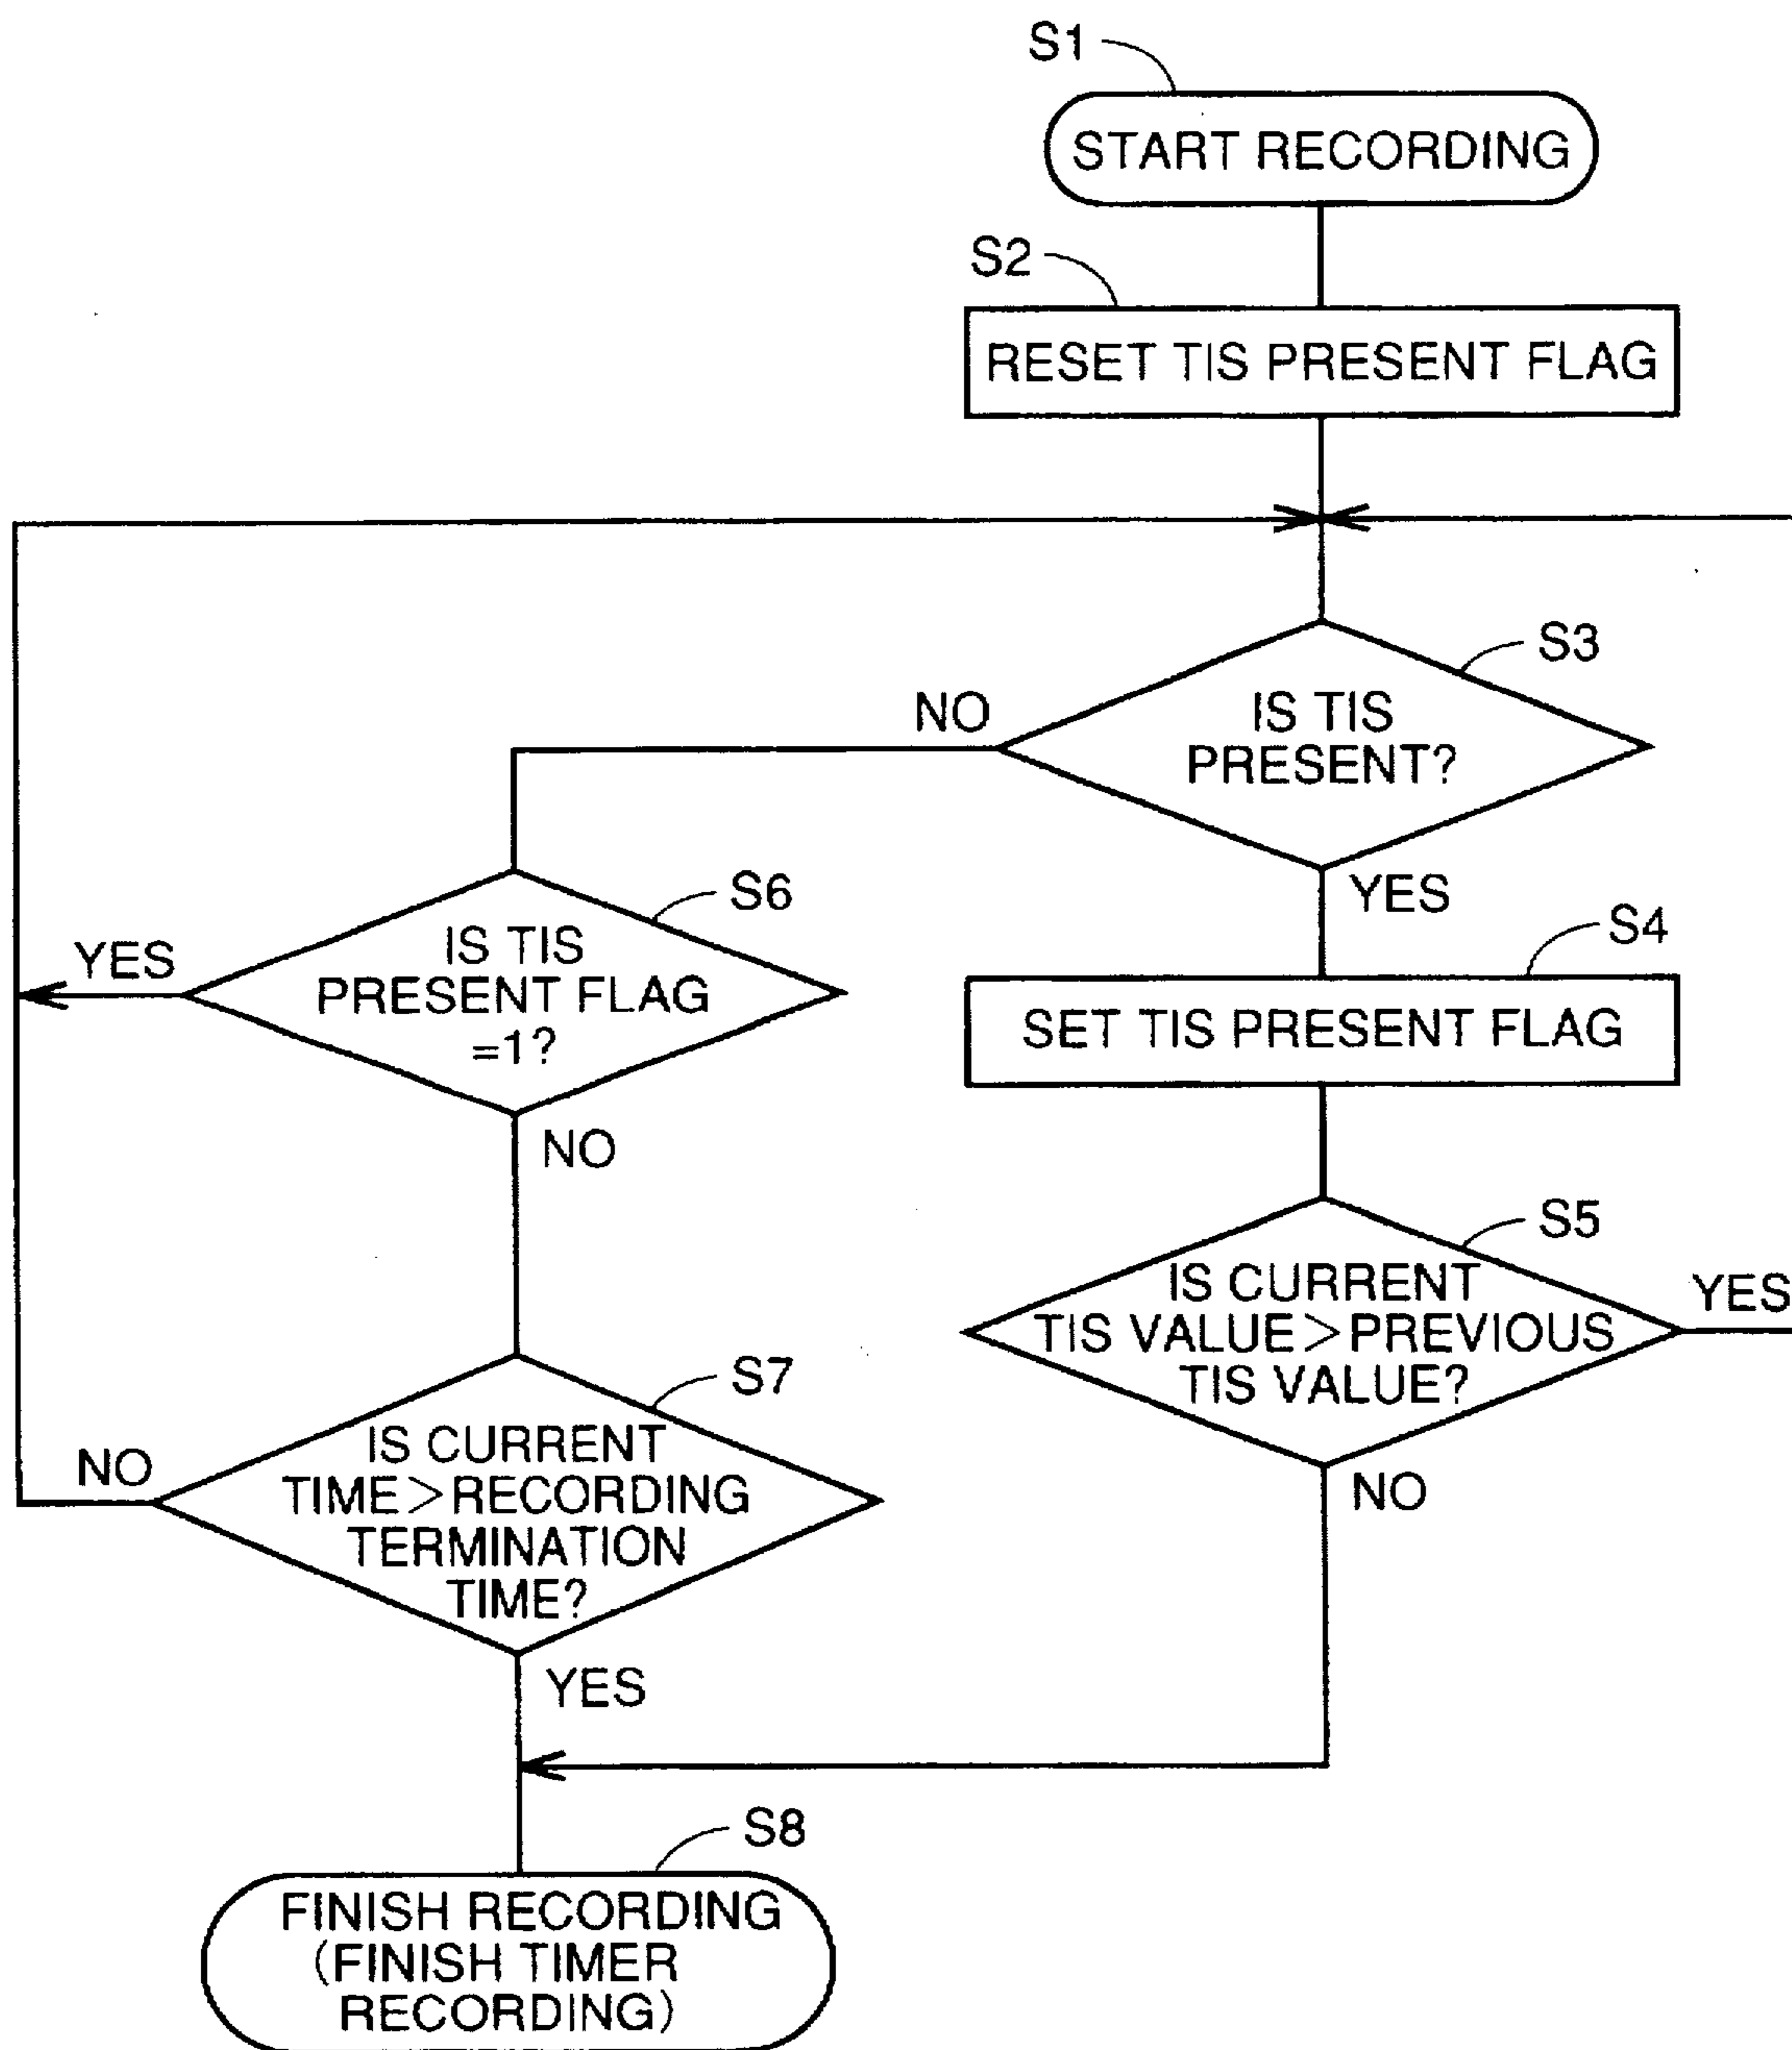 S1
START RECORDING
S2
RESET TIS PRESENT FLAG
S3
NO
IS TIS
PRESENT?
YES
S6
YES
IS TIS
PRESENT FLAG
=1?
NO
S4
SET TIS PRESENT FLAG
S5
IS CURRENT
TIS VALUE>PREVIOUS
TIS VALUE?
YES
NO
S7
NO
IS CURRENT
TIME>RECORDING
TERMINATION
TIME?
YES
S8
FINISH RECORDING
(FINISH TIMER
RECORDING)